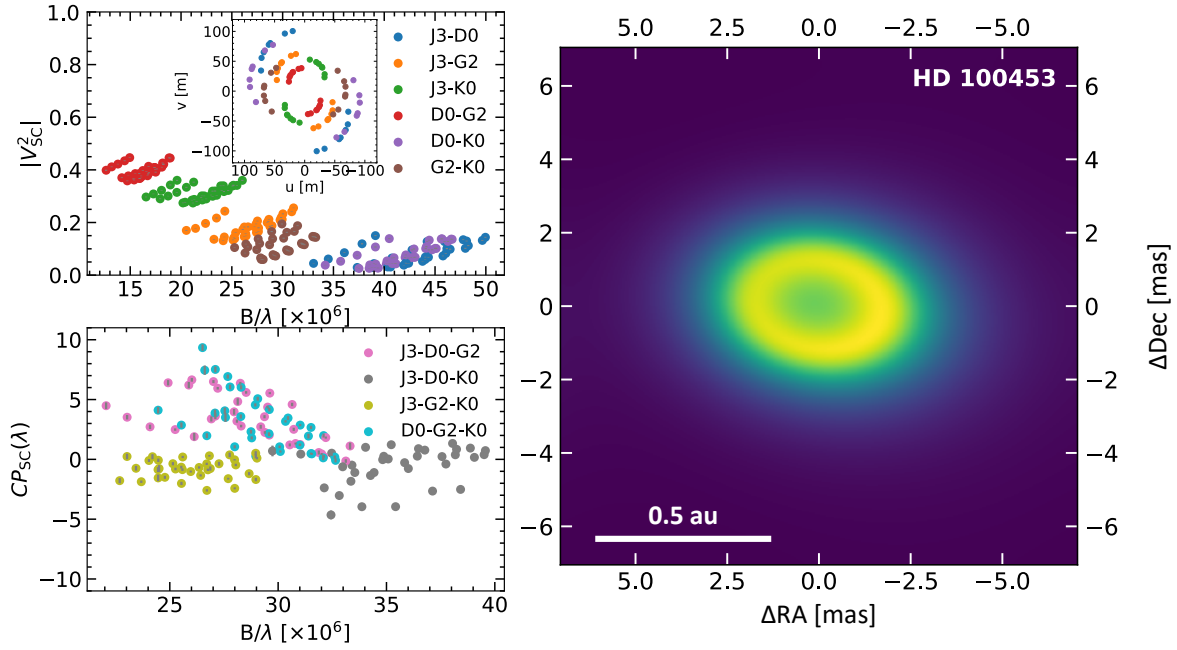 1.0
0.8
0.6
0.4
0.2
0.0
|V²SC|
15 20 25 30 35 40 45 50
B/λ [×10⁶]
100
50
0
−50
−100
v [m]
100 50 0 −50 −100
u [m]
J3-D0
J3-G2
J3-K0
D0-G2
D0-K0
G2-K0
10
5
0
−5
−10
CPSC(λ)
25 30 35 40
B/λ [×10⁶]
J3-D0-G2
J3-D0-K0
J3-G2-K0
D0-G2-K0
5.0 2.5 0.0 −2.5 −5.0
HD 100453
6 6
4 4
2 2
0 0
−2 −2
−4 −4
−6 −6
ΔDec [mas]
0.5 au
5.0 2.5 0.0 −2.5 −5.0
ΔRA [mas]